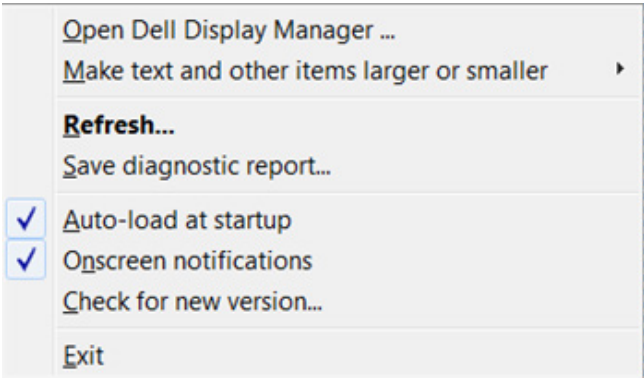 Open Dell Display Manager ...
Make text and other items larger or smaller
Refresh...
Save diagnostic report...
Auto-load at startup
Onscreen notifications
Check for new version...
Exit